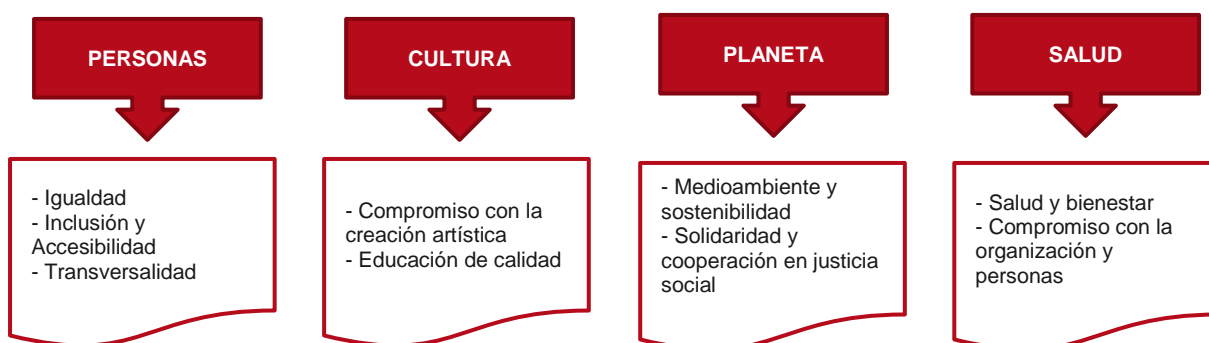 PERSONAS
- Igualdad
- Inclusión y
Accesibilidad
- Transversalidad
CULTURA
- Compromiso con la
creación artística
- Educación de calidad
PLANETA
- Medioambiente y
sostenibilidad
- Solidaridad y
cooperación en justicia
social
SALUD
- Salud y bienestar
- Compromiso con la
organización y
personas